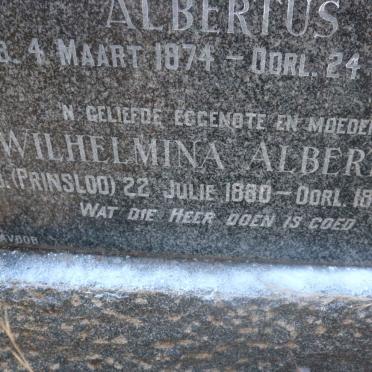 ALBERTUS
4 MAART 1874 – OORL. 24
'N GELIEFDE EGGENOTE EN MOEDER
WILHELMINA ALBER
(PRINSLOO) 22 JULIE 1880 – OORL. 18
WAT DIE HEER DOEN IS GOED